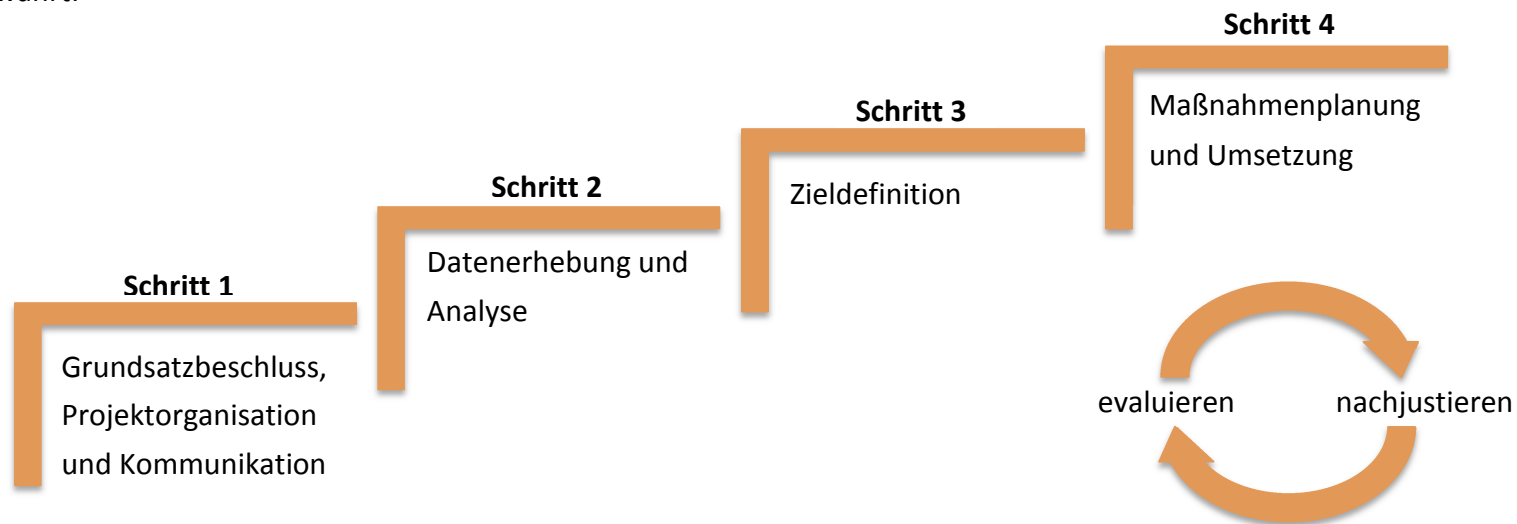 Schritt 1
Grundsatzbeschluss,
Projektorganisation
und Kommunikation
Schritt 2
Datenerhebung und
Analyse
Schritt 3
Zieldefinition
Schritt 4
Maßnahmenplanung
und Umsetzung
evaluieren
nachjustieren